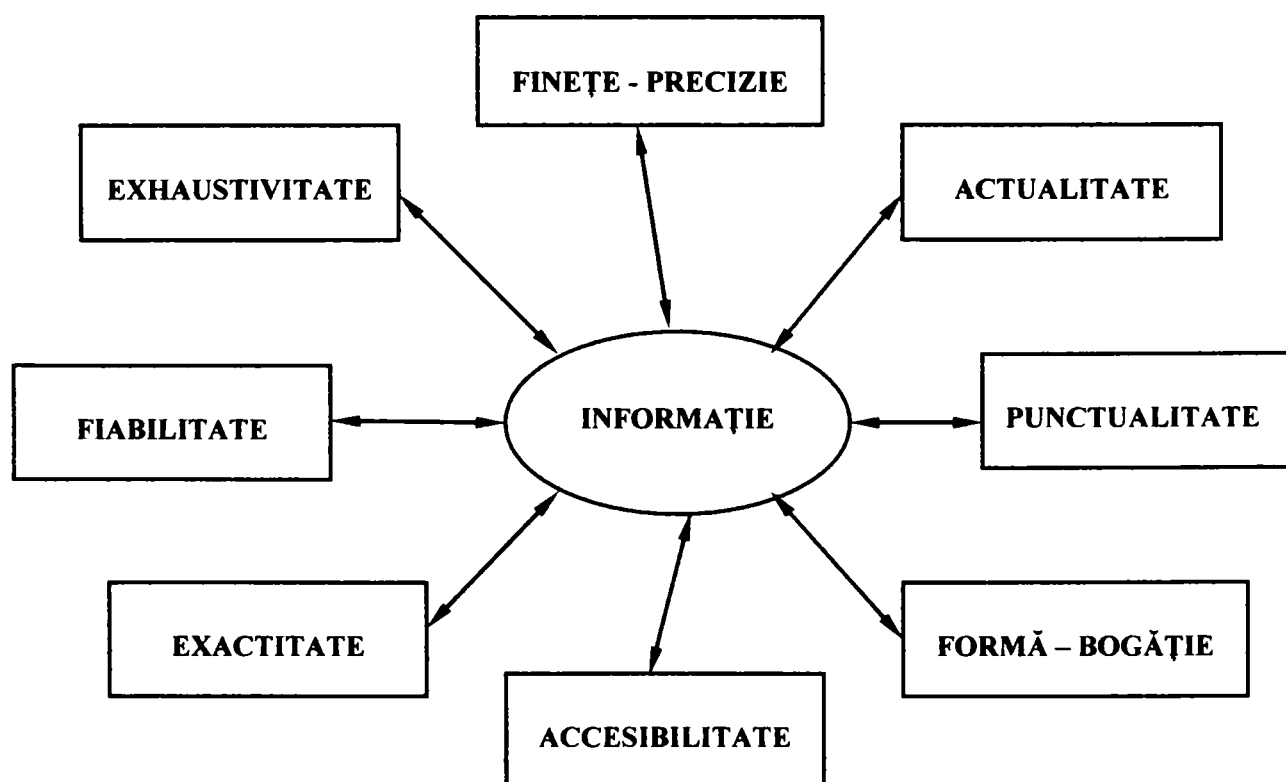 FINEȚE - PRECIZIE
EXHAUSTIVITATE
ACTUALITATE
FIABILITATE
INFORMAȚIE
PUNCTUALITATE
EXACTITATE
FORMĂ – BOGĂȚIE
ACCESIBILITATE